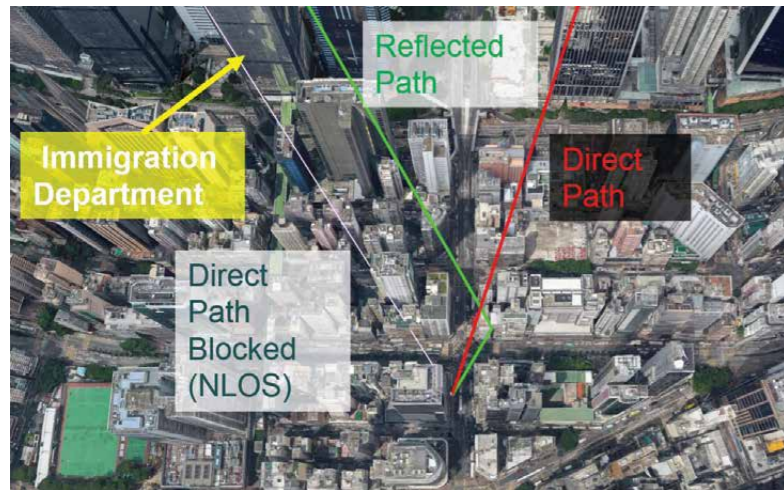 Reflected
Path
Immigration
Department
Direct
Path
Direct
Path
Blocked
(NLOS)